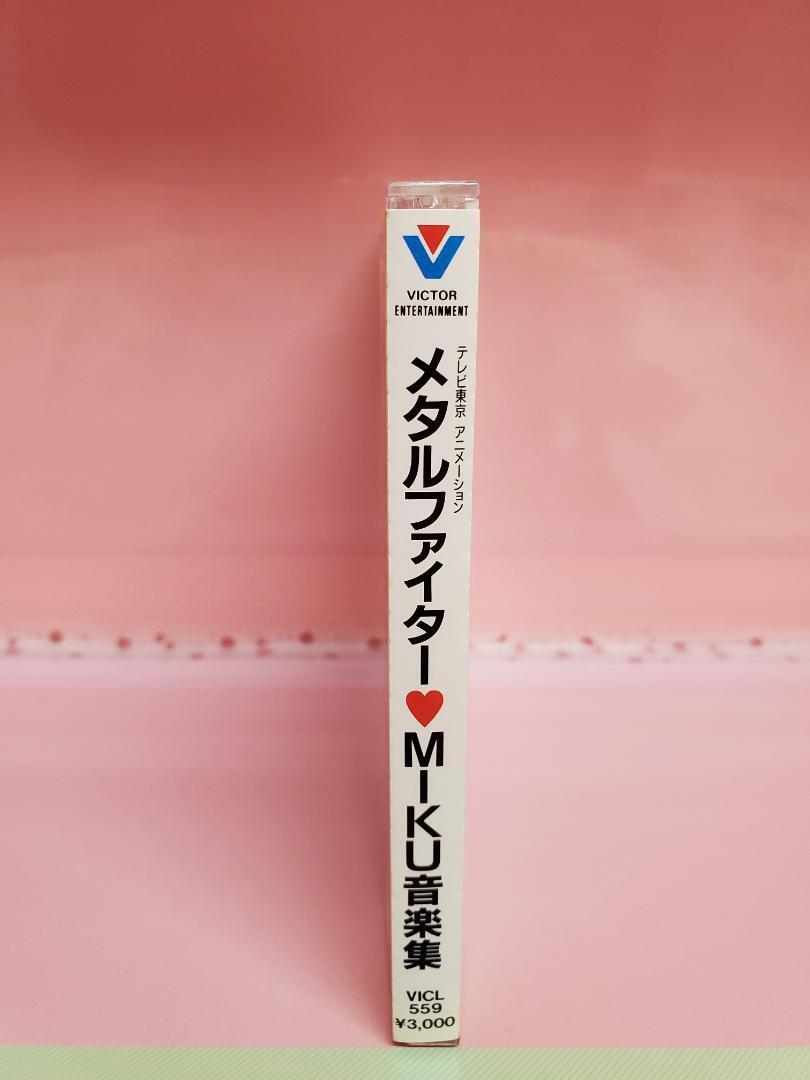 VICTOR
ENTERTAINMENT
テレビ東京 アニメーション
メタルファイター♥MIKU音楽集
VICL
559
¥3,000